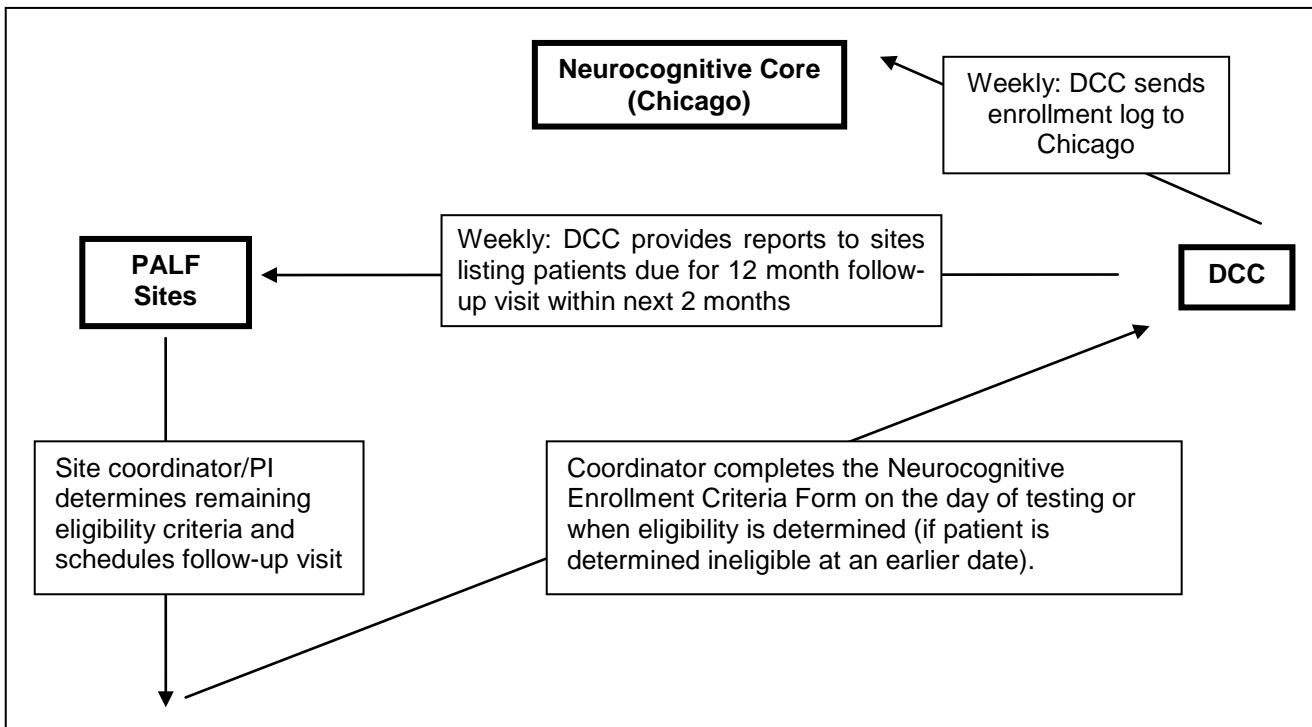 Neurocognitive Core
(Chicago)
Weekly: DCC sends
enrollment log to
Chicago
PALF
Sites
Weekly: DCC provides reports to sites
listing patients due for 12 month follow-
up visit within next 2 months
DCC
Site coordinator/PI
determines remaining
eligibility criteria and
schedules follow-up visit
Coordinator completes the Neurocognitive
Enrollment Criteria Form on the day of testing or
when eligibility is determined (if patient is
determined ineligible at an earlier date).